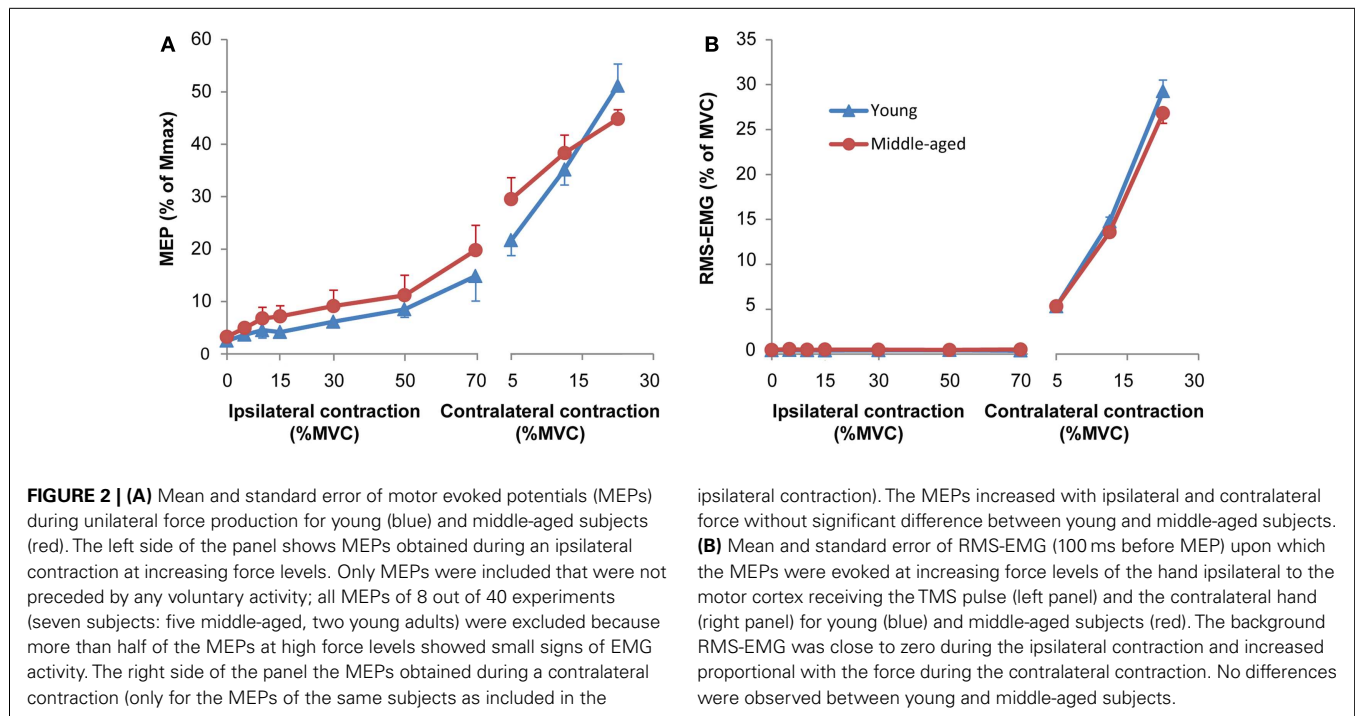 A
60
50
40
30
20
10
0
MEP (% of Mmax)
0 15 30 50 70 5 15 30
Ipsilateral contraction Contralateral contraction
(%MVC) (%MVC)
B
35
30
25
20
15
10
5
0
RMS-EMG (% of MVC)
Young
Middle-aged
0 15 30 50 70 5 15 30
Ipsilateral contraction Contralateral contraction
(%MVC) (%MVC)
FIGURE 2 | (A) Mean and standard error of motor evoked potentials (MEPs)
during unilateral force production for young (blue) and middle-aged subjects
(red). The left side of the panel shows MEPs obtained during an ipsilateral
contraction at increasing force levels. Only MEPs were included that were not
preceded by any voluntary activity; all MEPs of 8 out of 40 experiments
(seven subjects: five middle-aged, two young adults) were excluded because
more than half of the MEPs at high force levels showed small signs of EMG
activity. The right side of the panel the MEPs obtained during a contralateral
contraction (only for the MEPs of the same subjects as included in the
ipsilateral contraction). The MEPs increased with ipsilateral and contralateral
force without significant difference between young and middle-aged subjects.
(B) Mean and standard error of RMS-EMG (100 ms before MEP) upon which
the MEPs were evoked at increasing force levels of the hand ipsilateral to the
motor cortex receiving the TMS pulse (left panel) and the contralateral hand
(right panel) for young (blue) and middle-aged subjects (red). The background
RMS-EMG was close to zero during the ipsilateral contraction and increased
proportional with the force during the contralateral contraction. No differences
were observed between young and middle-aged subjects.